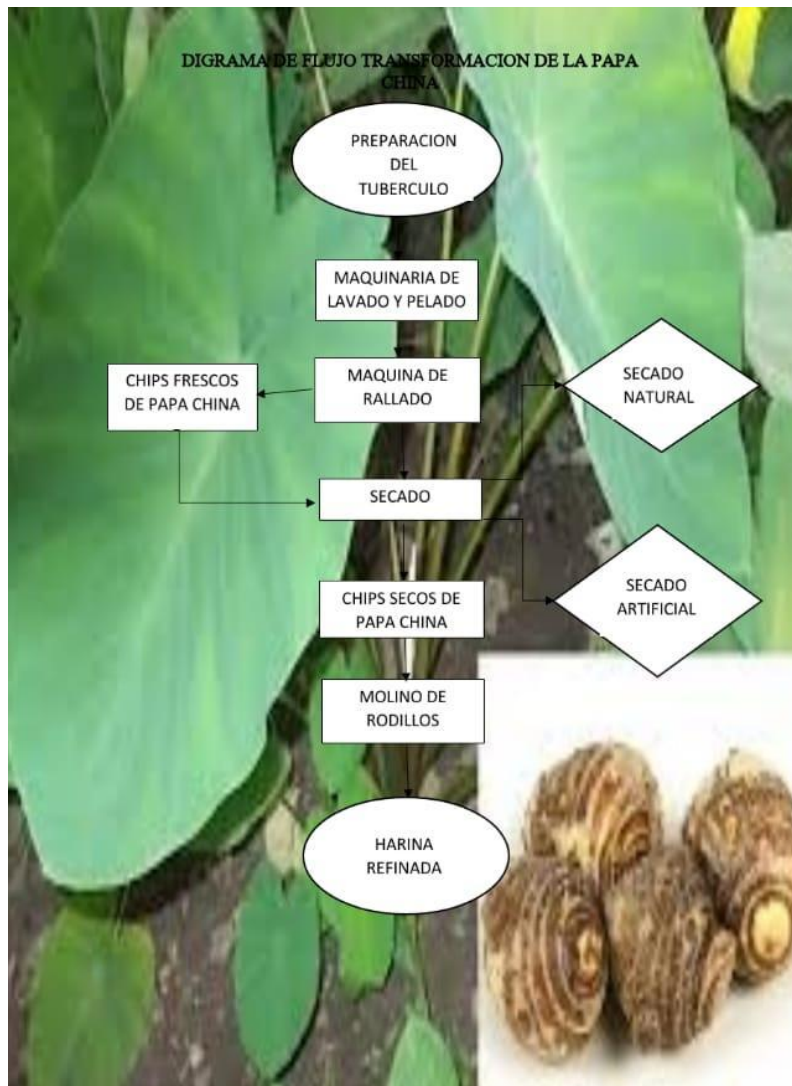 DIGRAMA DE FLUJO TRANSFORMACION DE LA PAPA
CHINA
PREPARACION
DEL
TUBERCULO
MAQUINARIA DE
LAVADO Y PELADO
CHIPS FRESCOS
DE PAPA CHINA
MAQUINA DE
RALLADO
SECADO
NATURAL
SECADO
CHIPS SECOS DE
PAPA CHINA
SECADO
ARTIFICIAL
MOLINO DE
RODILLOS
HARINA
REFINADA